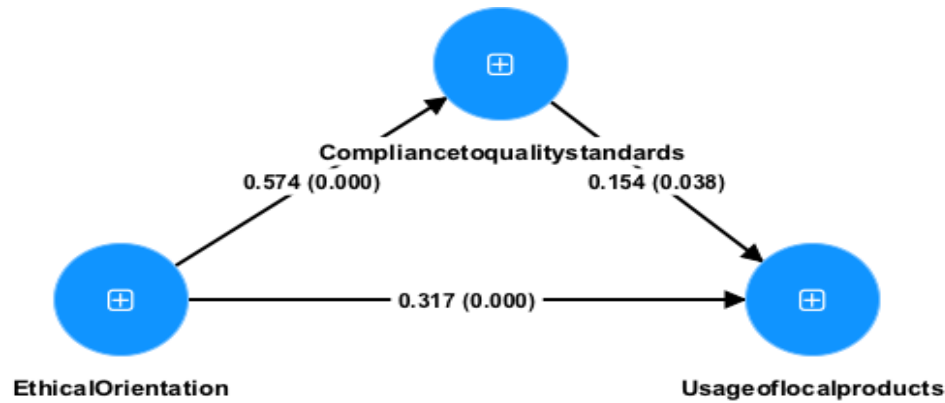 Compliancetoqualitystandards
0.574 (0.000)
0.154 (0.038)
0.317 (0.000)
EthicalOrientation
Usageoflocalproducts